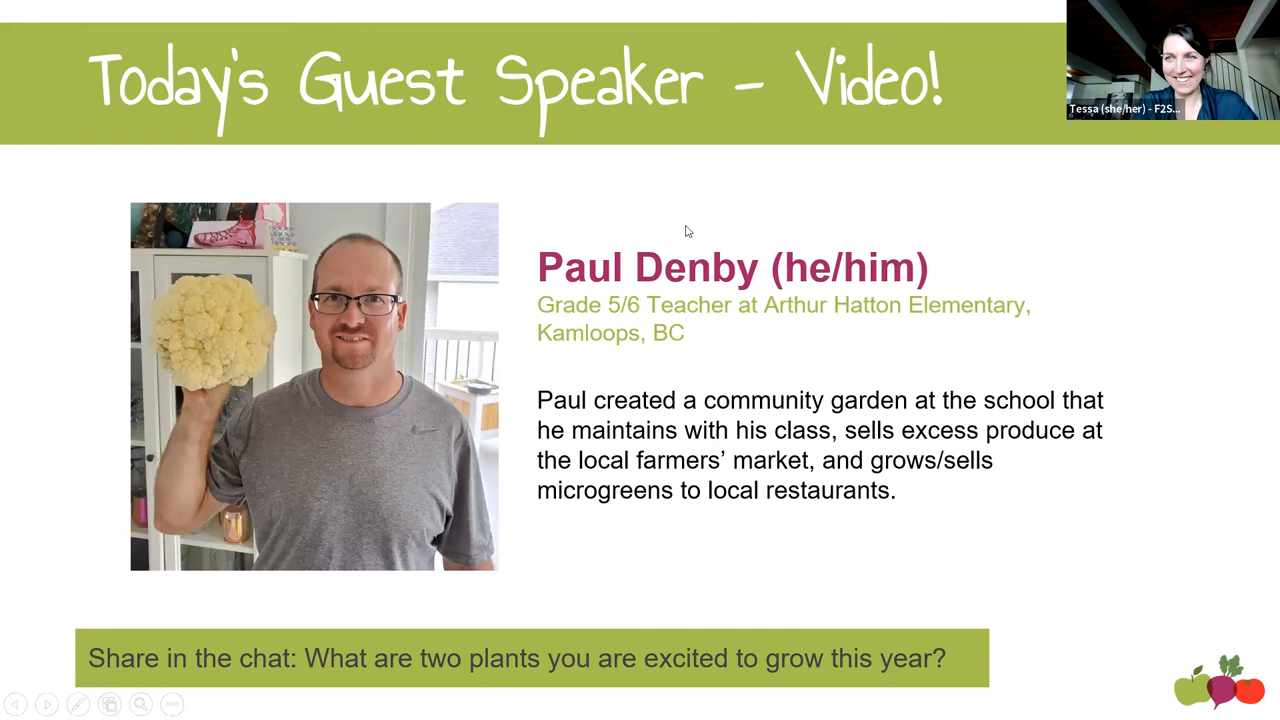 Today's Guest Speaker - Video!
Tessa (she/her) - F2S...
Paul Denby (he/him)
Grade 5/6 Teacher at Arthur Hatton Elementary,
Kamloops, BC
Paul created a community garden at the school that
he maintains with his class, sells excess produce at
the local farmers’ market, and grows/sells
microgreens to local restaurants.
Share in the chat: What are two plants you are excited to grow this year?